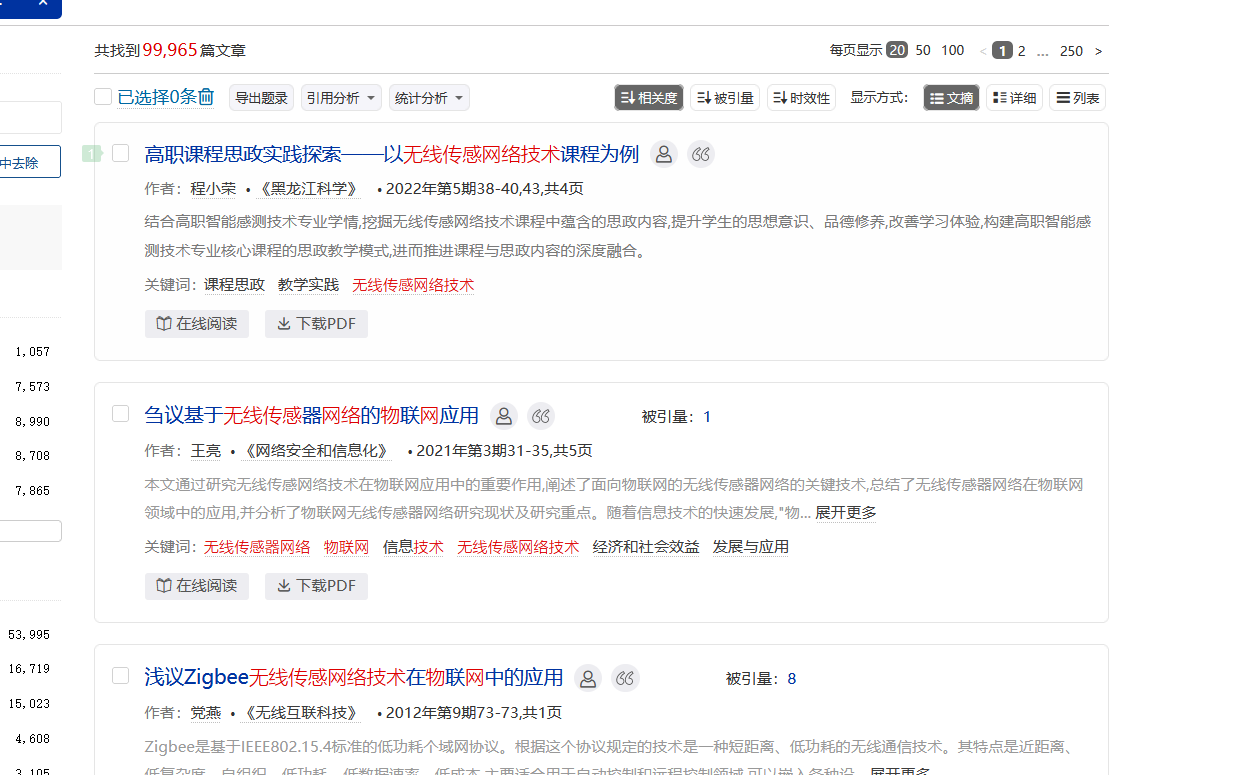 共找到99,965篇文章
每页显示 20 50 100 < 1 2 ... 250 >
已选择0条 导出题录 引用分析 统计分析 相关度 被引量 时效性 显示方式： 文摘 详细 列表
中去除
1 高职课程思政实践探索——以无线传感网络技术课程为例
作者：程小荣 • 《黑龙江科学》 • 2022年第5期38-40,43,共4页
结合高职智能感测技术专业学情,挖掘无线传感网络技术课程中蕴含的思政内容,提升学生的思想意识、品德修养,改善学习体验,构建高职智能感
测技术专业核心课程的思政教学模式,进而推进课程与思政内容的深度融合。
关键词：课程思政 教学实践 无线传感网络技术
在线阅读 下载PDF
1,057
7,573
8,990
8,708
7,865
刍议基于无线传感器网络的物联网应用 被引量：1
作者：王亮 • 《网络安全和信息化》 • 2021年第3期31-35,共5页
本文通过研究无线传感网络技术在物联网应用中的重要作用,阐述了面向物联网的无线传感器网络的关键技术,总结了无线传感器网络在物联网
领域中的应用,并分析了物联网无线传感器网络研究现状及研究重点。随着信息技术的快速发展,"物... 展开更多
关键词：无线传感器网络 物联网 信息技术 无线传感网络技术 经济和社会效益 发展与应用
在线阅读 下载PDF
53,995
16,719
15,023
4,608
3,105
浅议Zigbee无线传感网络技术在物联网中的应用 被引量：8
作者：党燕 • 《无线互联科技》 • 2012年第9期73-73,共1页
Zigbee是基于IEEE802.15.4标准的低功耗个域网协议。根据这个协议规定的技术是一种短距离、低功耗的无线通信技术。其特点是近距离、
低复杂度、自组织、低功耗、低数据速率、低成本,主要适合用于自动控制和远程控制领域,可以嵌入各种设... 展开更多